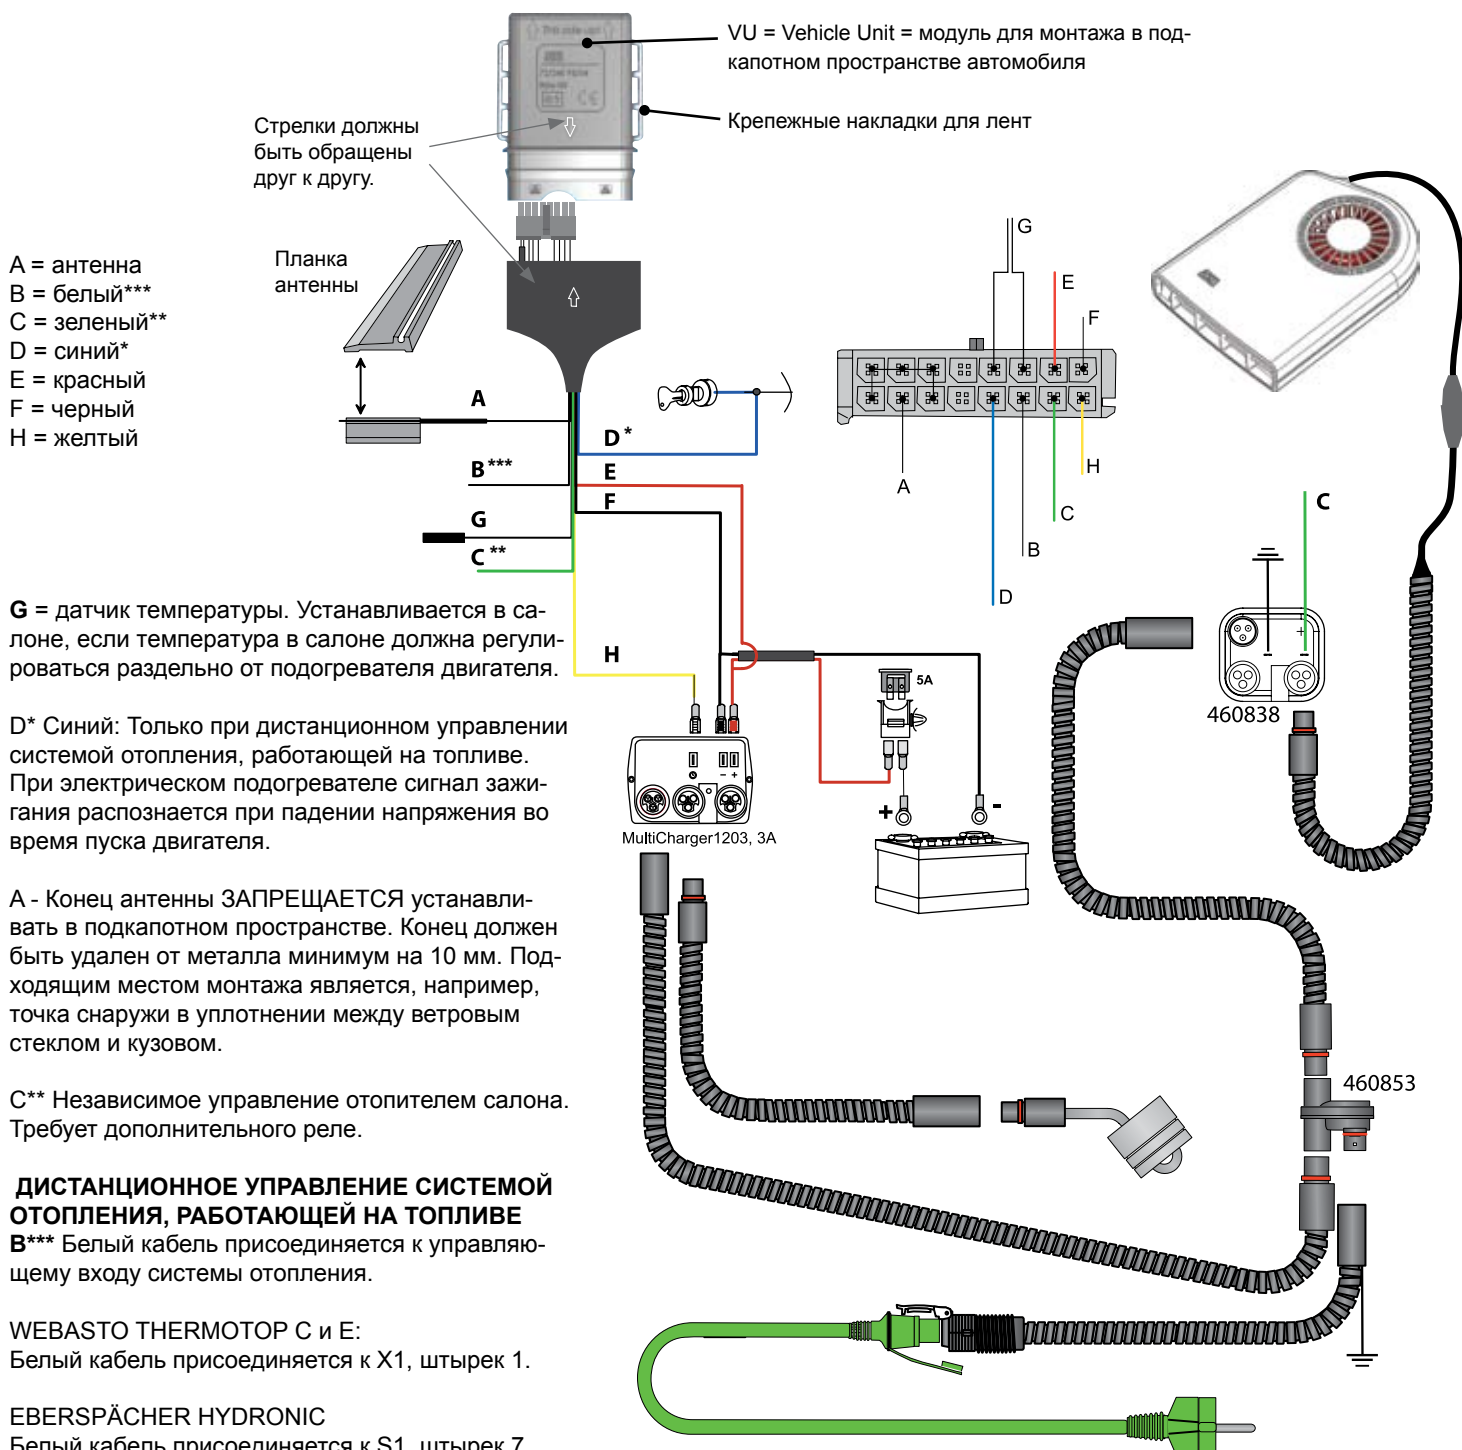 VU = Vehicle Unit = модуль для монтажа в под-
капотном пространстве автомобиля
Крепежные накладки для лент
Стрелки должны
быть обращены
друг к другу.
Планка
антенны
A = антенна
B = белый***
C = зеленый**
D = синий*
E = красный
F = черный
H = желтый
A
B***
G
C**
D*
E
F
H
G
E
F
A
H
C
B
D
C
+
-
-
460838
5A
+
-
- +
MultiCharger1203, 3A
460853
G = датчик температуры. Устанавливается в са-
лоне, если температура в салоне должна регули-
роваться раздельно от подогревателя двигателя.
D* Синий: Только при дистанционном управлении
системой отопления, работающей на топливе.
При электрическом подогревателе сигнал зажи-
гания распознается при падении напряжения во
время пуска двигателя.
A - Конец антенны ЗАПРЕЩАЕТСЯ устанавли-
вать в подкапотном пространстве. Конец должен
быть удален от металла минимум на 10 мм. Под-
ходящим местом монтажа является, например,
точка снаружи в уплотнении между ветровым
стеклом и кузовом.
C** Независимое управление отопителем салона.
Требует дополнительного реле.
ДИСТАНЦИОННОЕ УПРАВЛЕНИЕ СИСТЕМОЙ
ОТОПЛЕНИЯ, РАБОТАЮЩЕЙ НА ТОПЛИВЕ
B*** Белый кабель присоединяется к управляю-
щему входу системы отопления.
WEBASTO THERMOTOP C и E:
Белый кабель присоединяется к X1, штырек 1.
EBERSPÄCHER HYDRONIC
Белый кабель присоединяется к S1, штырек 7